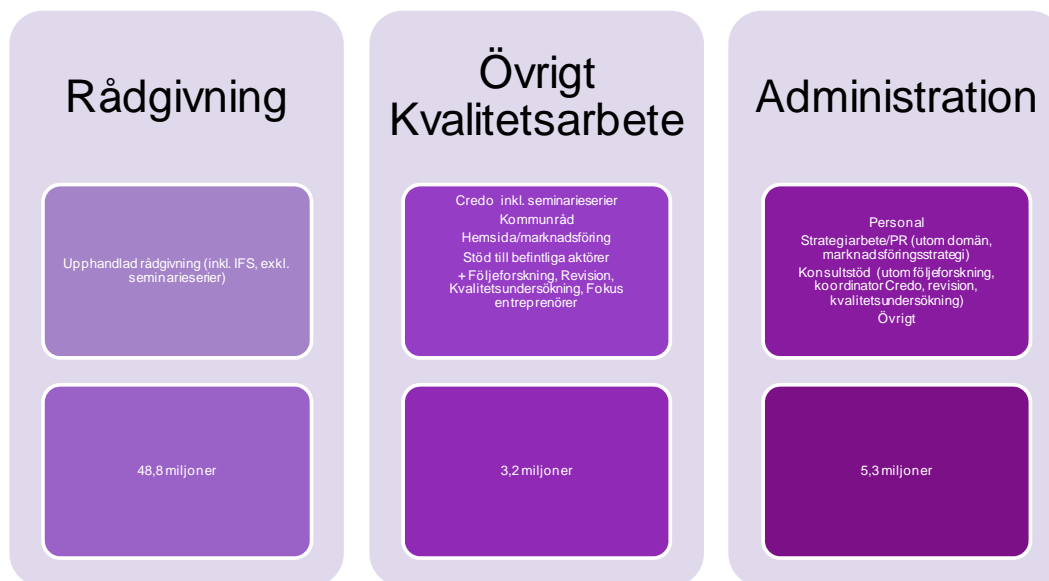 Rådgivning
Upphandlad rådgivning (inkl. IFS, exkl.
seminarieserier)
48,8 miljoner
Övrigt
Kvalitetsarbete
Credo inkl. seminarieserier
Kommunråd
Hemsida/marknadsföring
Stöd till befintliga aktörer
+ Följeforskning, Revision,
Kvalitetsundersökning, Fokus
entreprenörer
3,2 miljoner
Administration
Personal
Strategiarbete/PR (utom domän,
marknadsföringsstrategi)
Konsultstöd (utom följeforskning,
koordinator Credo, revision,
kvalitetsundersökning)
Övrigt
5,3 miljoner